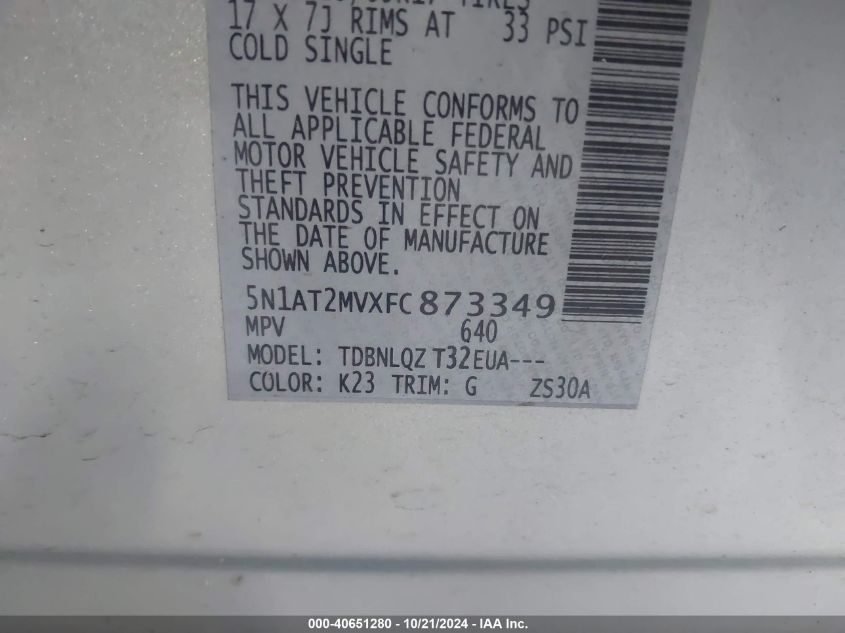 17 X 7J RIMS AT 33 PSI
COLD SINGLE
THIS VEHICLE CONFORMS TO
ALL APPLICABLE FEDERAL
MOTOR VEHICLE SAFETY AND
THEFT PREVENTION
STANDARDS IN EFFECT ON
THE DATE OF MANUFACTURE
SHOWN ABOVE.
5N1AT2MVXFC873349
MPV 640
MODEL: TDBNLQZ T32EUA---
COLOR: K23 TRIM: G ZS30A
000-40651280 - 10/21/2024 - IAA Inc.